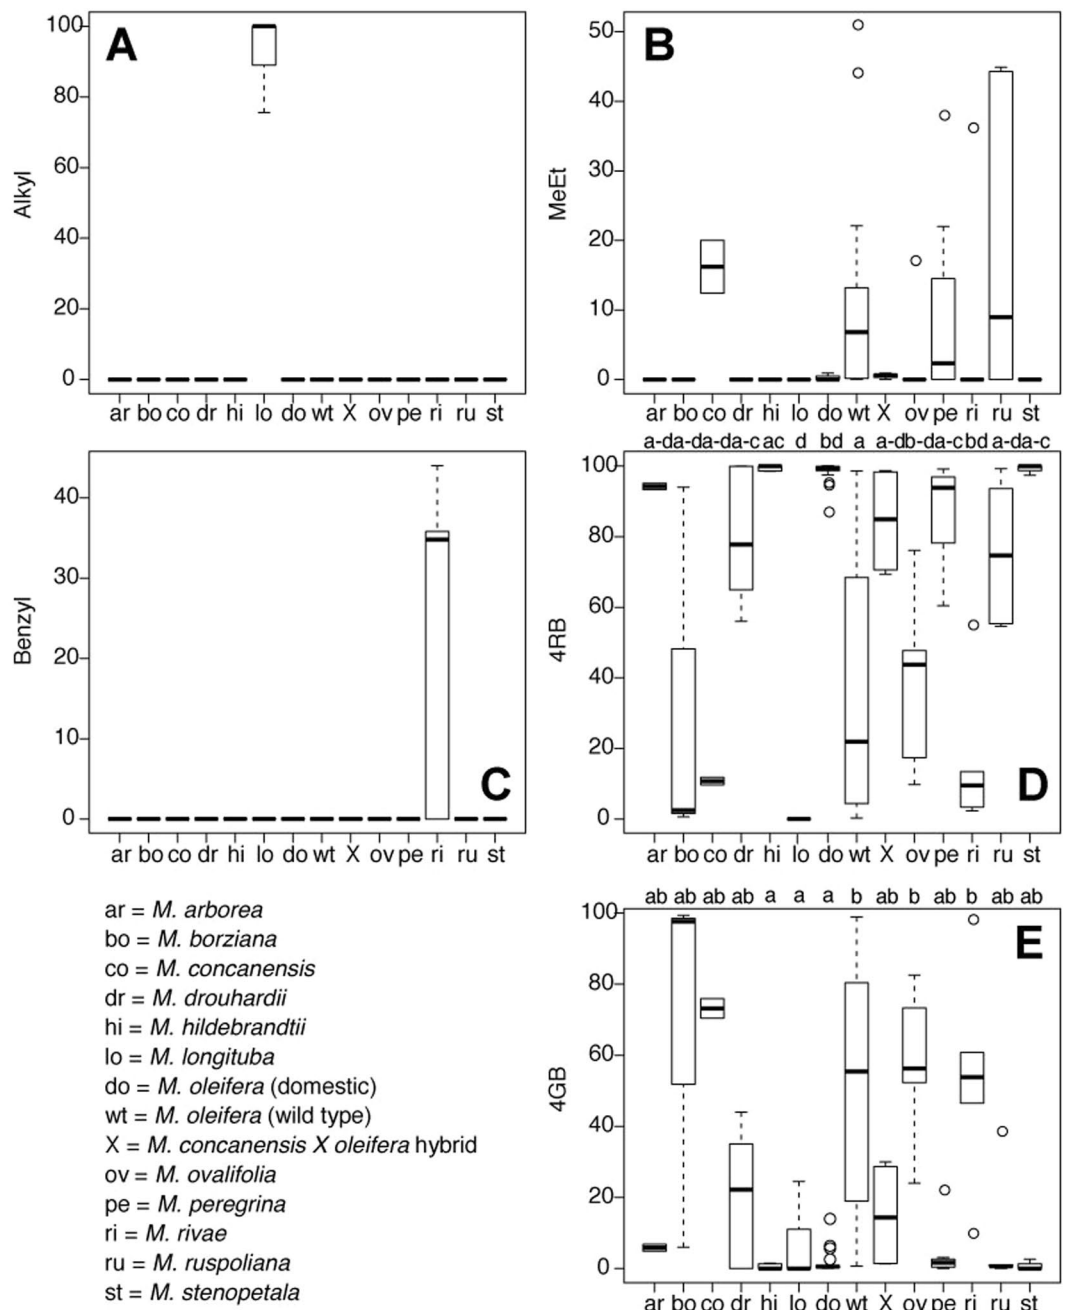 A
Alkyl
100
80
60
40
20
0
ar bo co dr hi lo do wt X ov pe ri ru st
B
MeEt
50
40
30
20
10
0
ar bo co dr hi lo do wt X ov pe ri ru st
C
Benzyl
40
30
20
10
0
ar bo co dr hi lo do wt X ov pe ri ru st
a-da-da-da-c ac d bd a a-db-da-c bd a-da-c
D
4RB
100
80
60
40
20
0
ar bo co dr hi lo do wt X ov pe ri ru st
ar = M. arborea
bo = M. borziana
co = M. concanensis
dr = M. drouhardii
hi = M. hildebrandtii
lo = M. longituba
do = M. oleifera (domestic)
wt = M. oleifera (wild type)
X = M. concanensis X oleifera hybrid
ov = M. ovalifolia
pe = M. peregrina
ri = M. rivae
ru = M. ruspoliana
st = M. stenopetala
ab ab ab ab a a a b ab b ab b ab ab
E
4GB
100
80
60
40
20
0
ar bo co dr hi lo do wt X ov pe ri ru st